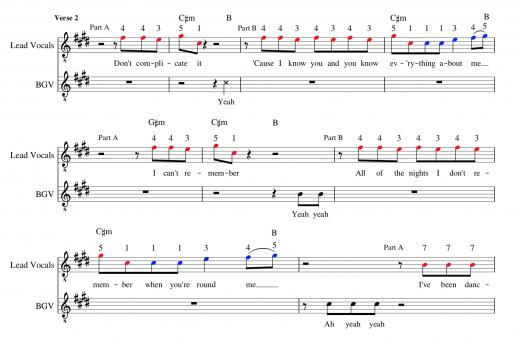 Verse 2
C♯m B C♯m B
Part A 4 4 3 5 1 Part B 4 4 3 4 4 3 5 1 1 1 3 4 5
Lead Vocals
Don't com-pli-cate it 'Cause I know you and you know ev-'ry-thing a-bout me
BGV
Yeah
G♯m C♯m B
Part A 4 4 3 5 1 Part B 4 4 3 4 4 3
Lead Vocals
I can't re-mem-ber All of the nights I don't re-
BGV
Yeah yeah
C♯m B
5 1 1 1 3 4 5 Part A 7 7 7
Lead Vocals
mem-ber when you're round me I've been danc-
BGV
Ah yeah yeah